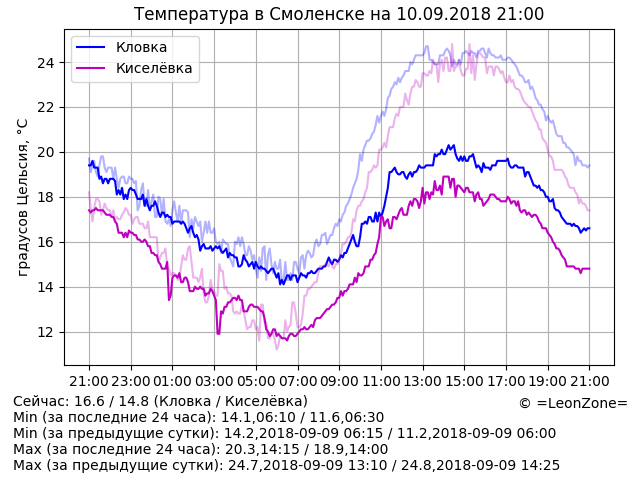 Температура в Смоленске на 10.09.2018 21:00
Кловка
Киселёвка
градусов Цельсия, °C
24
22
20
18
16
14
12
21:00 23:00 01:00 03:00 05:00 07:00 09:00 11:00 13:00 15:00 17:00 19:00 21:00
Сейчас: 16.6 / 14.8 (Кловка / Киселёвка)
© =LeonZone=
Min (за последние 24 часа): 14.1,06:10 / 11.6,06:30
Min (за предыдущие сутки): 14.2,2018-09-09 06:15 / 11.2,2018-09-09 06:00
Max (за последние 24 часа): 20.3,14:15 / 18.9,14:00
Max (за предыдущие сутки): 24.7,2018-09-09 13:10 / 24.8,2018-09-09 14:25